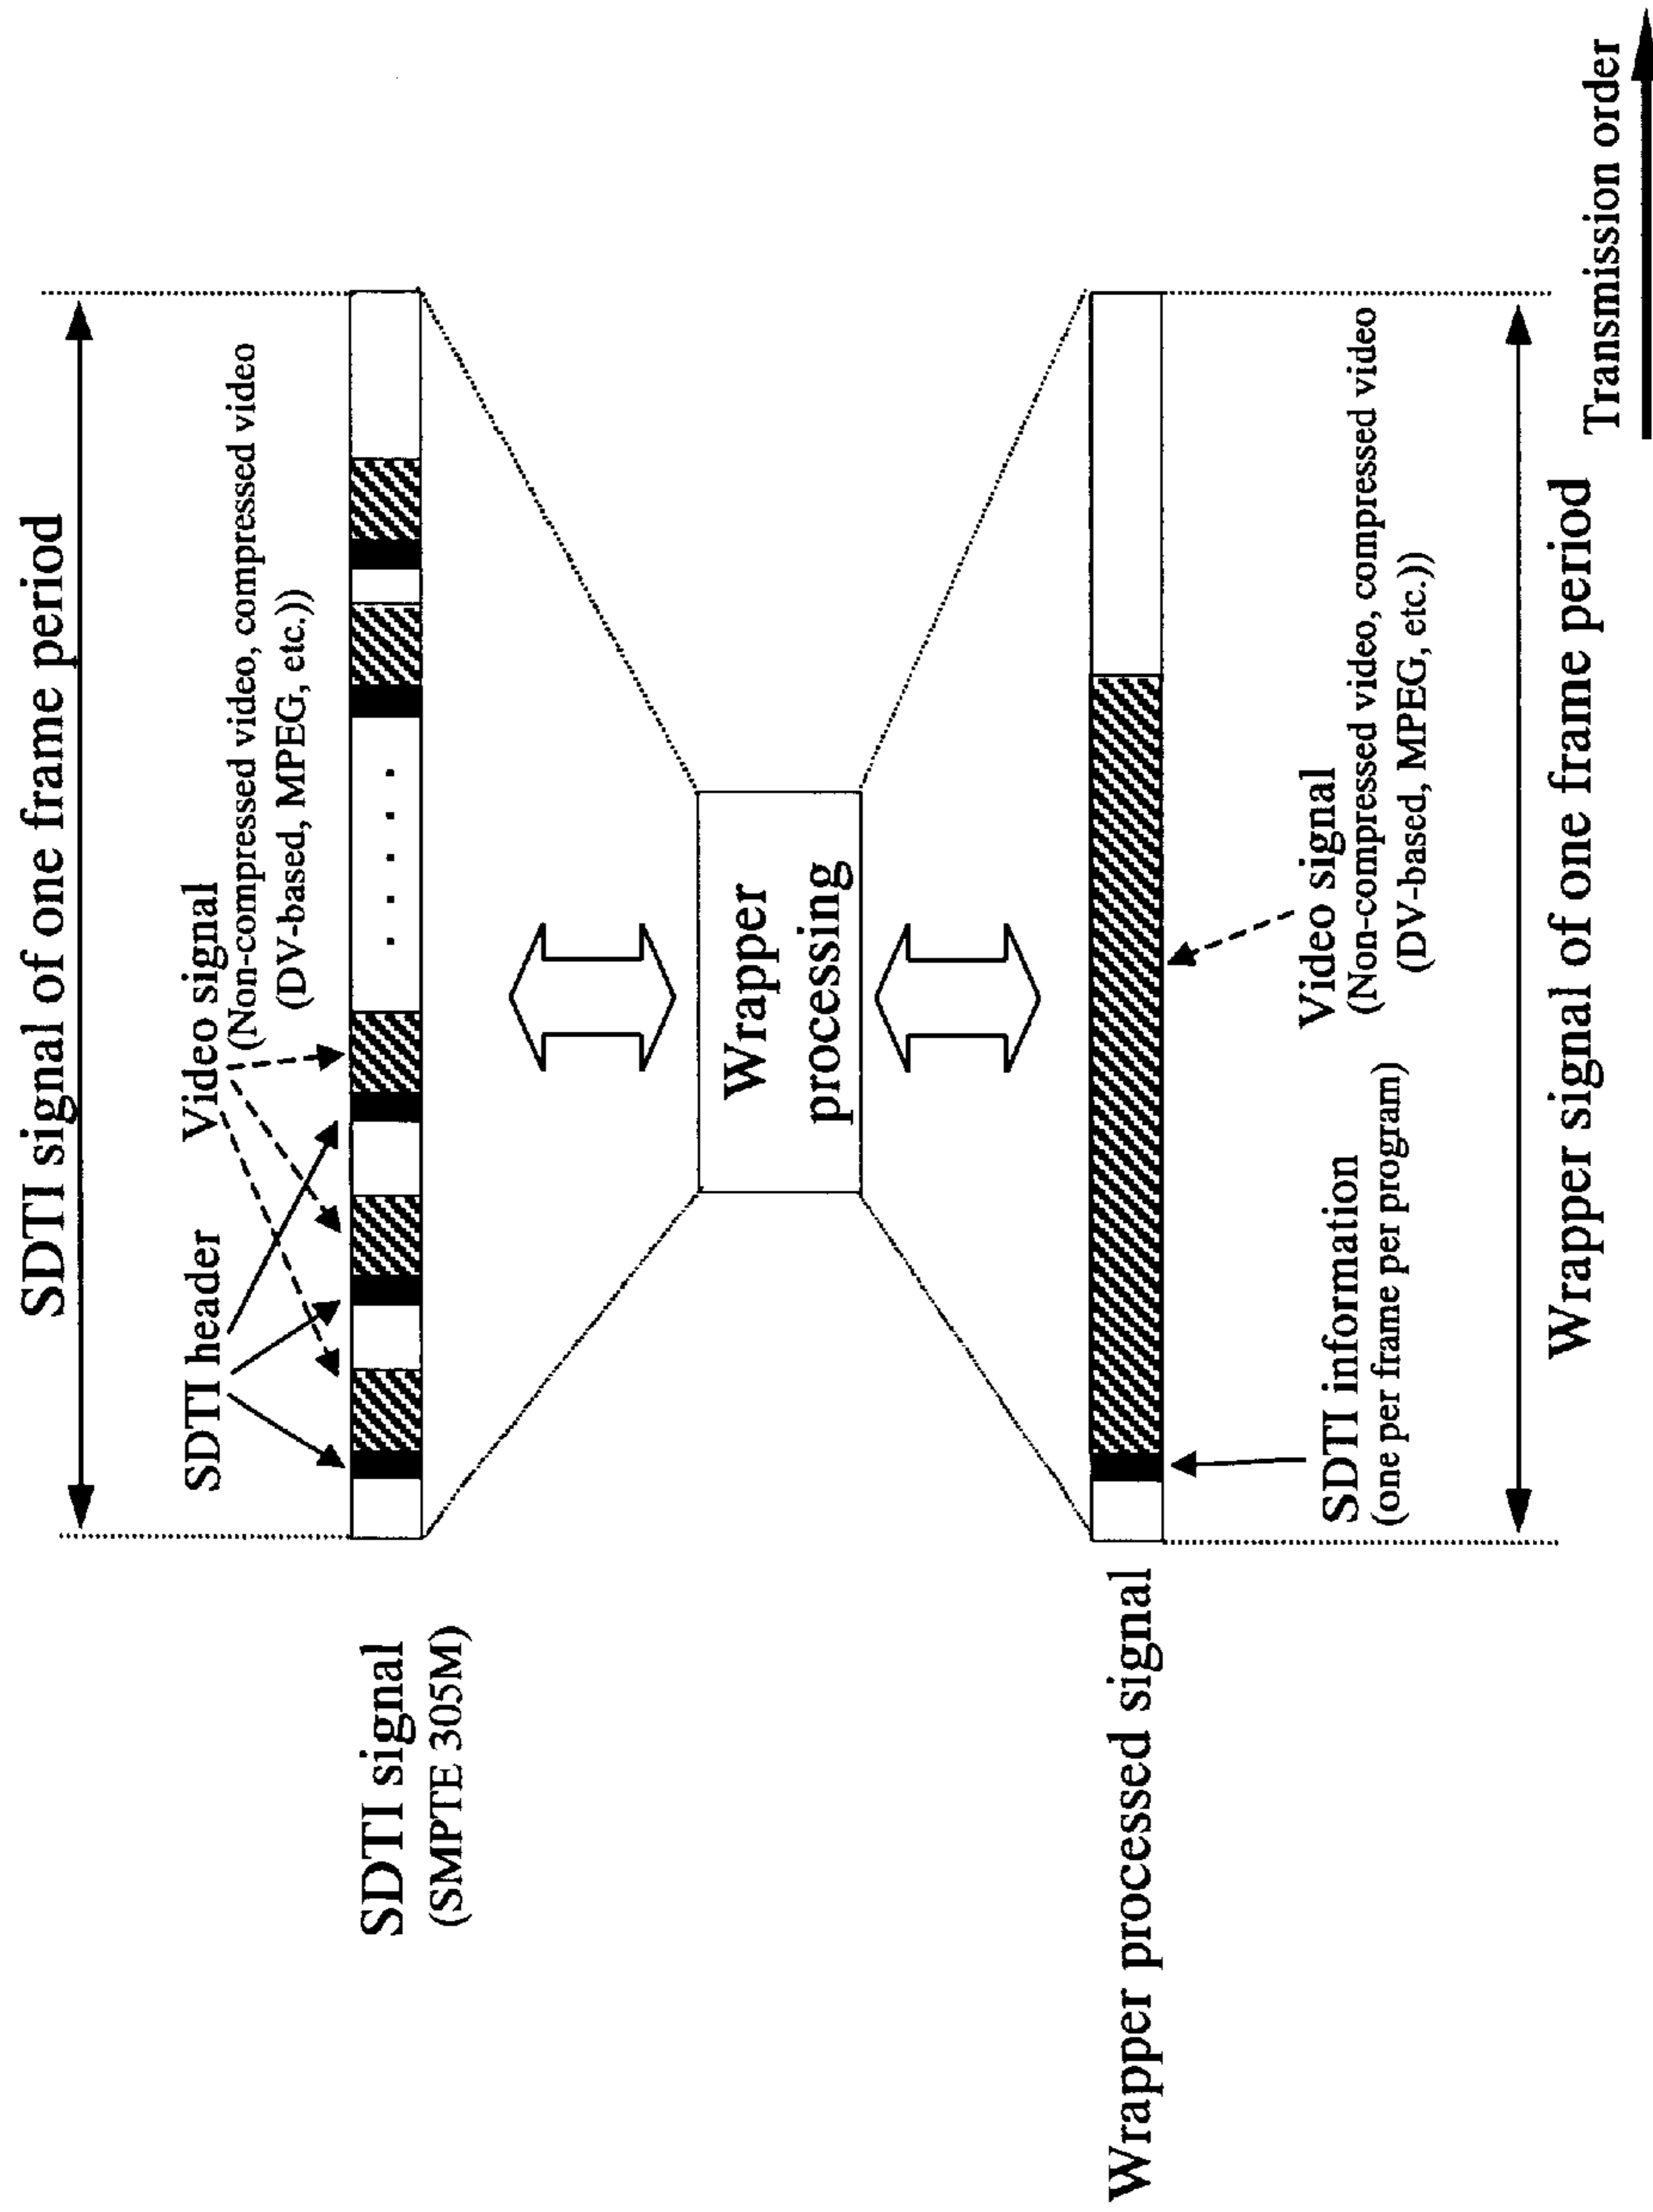 SDTI signal of one frame period
SDTI header
Video signal
(Non-compressed video, compressed video
(DV-based, MPEG, etc.))
SDTI signal
(SMPTE 305M)
. . . . .
Wrapper
processing
Wrapper processed signal
SDTI information
(one per frame per program)
Video signal
(Non-compressed video, compressed video
(DV-based, MPEG, etc.))
Wrapper signal of one frame period
Transmission order